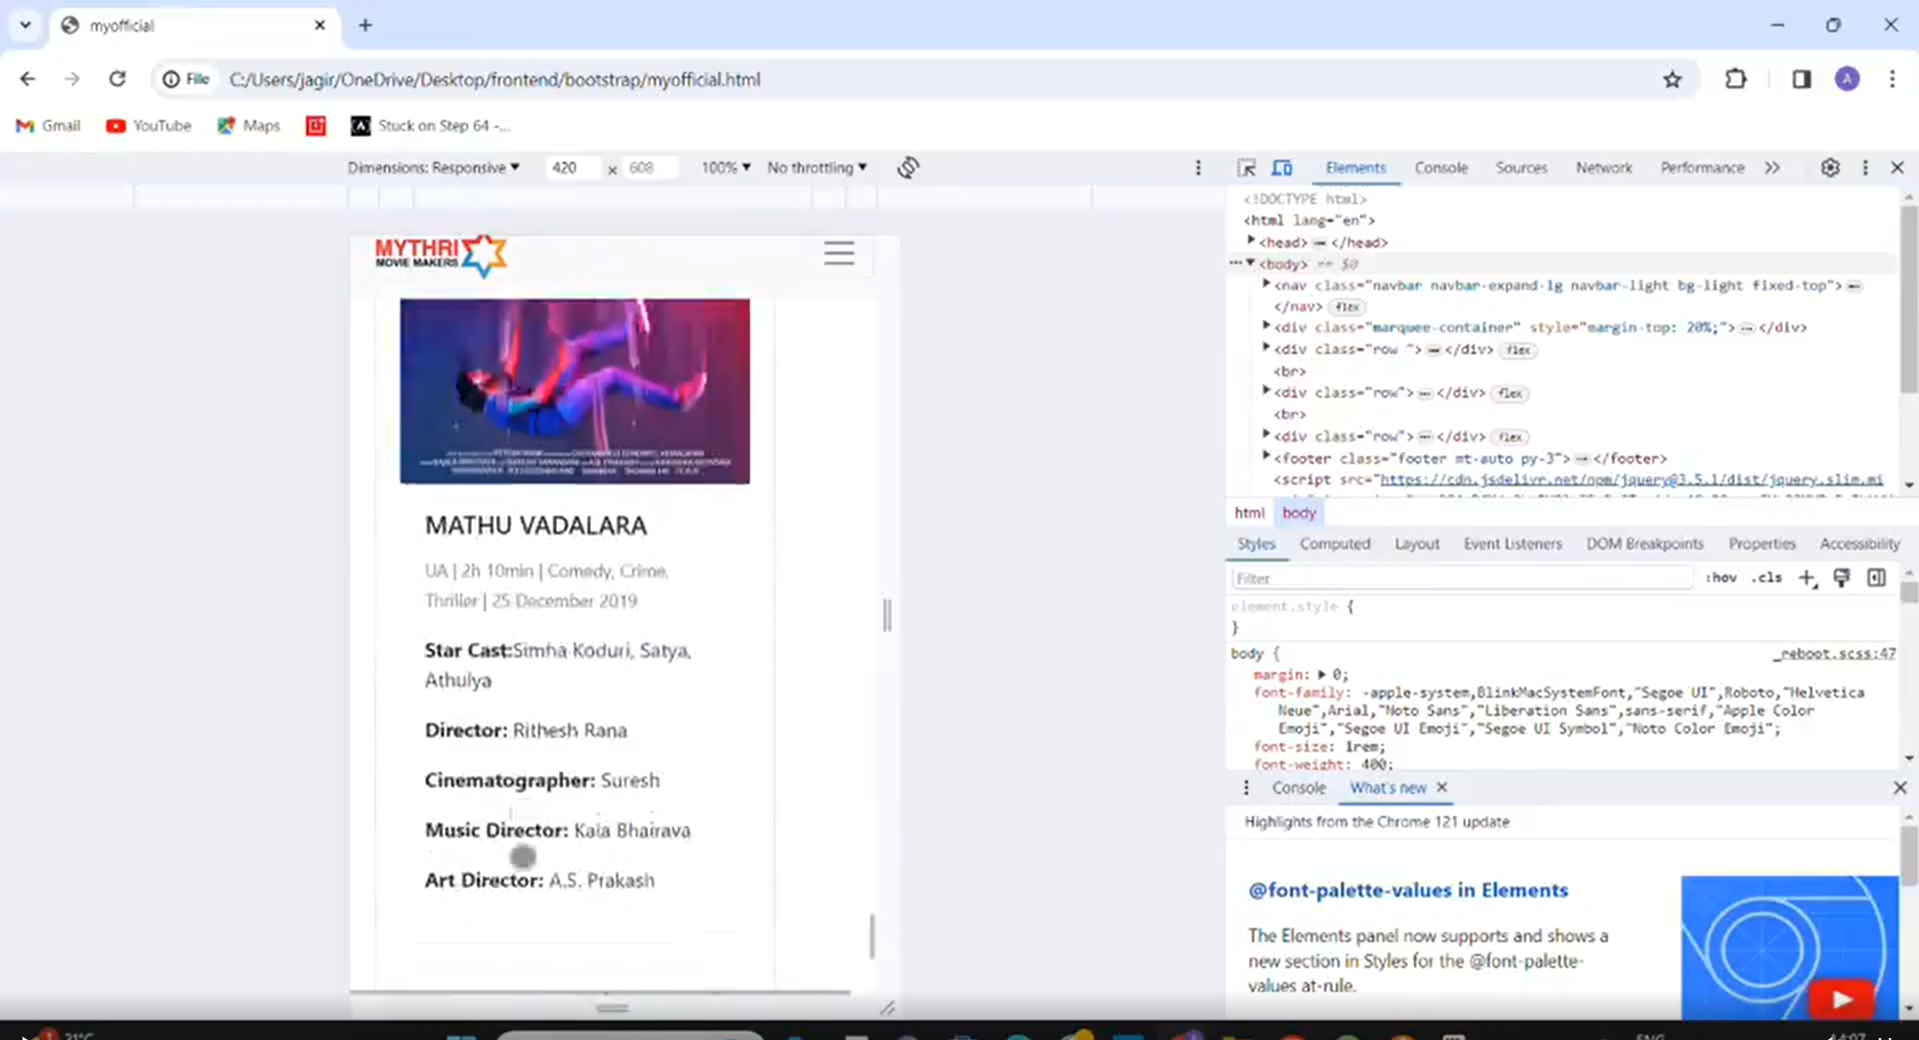 myofficial
File C:/Users/jagir/OneDrive/Desktop/frontend/bootstrap/myofficial.html A
Gmail YouTube Maps Stuck on Step 64 -...
Dimensions: Responsive 420 x 608 100% No throttling
MYTHRI
MOVIE MAKERS
MATHU VADALARA
UA | 2h 10min | Comedy, Crime,
Thriller | 25 December 2019
Star Cast:Simha Koduri, Satya,
Athulya
Director: Rithesh Rana
Cinematographer: Suresh
Music Director: Kala Bhairava
Art Director: A.S. Prakash
Elements Console Sources Network Performance
<!DOCTYPE html>
<html lang="en">
<head> </head>
<body> == $0
<nav class="navbar navbar-expand-lg navbar-light bg-light fixed-top">
</nav> flex
<div class="marquee-container" style="margin-top: 20%;"> </div>
<div class="row "> </div> flex
<br>
<div class="row"> </div> flex
<br>
<div class="row"> </div> flex
<footer class="footer mt-auto py-3"> </footer>
<script src="https://cdn.jsdelivr.net/npm/jquery@3.5.1/dist/jquery.slim.mi
html body
Styles Computed Layout Event Listeners DOM Breakpoints Properties Accessibility
Filter :hov .cls
element.style {
}
body { _reboot.scss:47
margin: 0;
font-family: -apple-system,BlinkMacSystemFont,"Segoe UI",Roboto,"Helvetica
Neue",Arial,"Noto Sans","Liberation Sans",sans-serif,"Apple Color
Emoji","Segoe UI Emoji","Segoe UI Symbol","Noto Color Emoji";
font-size: 1rem;
font-weight: 400;
Console What's new
Highlights from the Chrome 121 update
@font-palette-values in Elements
The Elements panel now supports and shows a
new section in Styles for the @font-palette-
values at-rule.